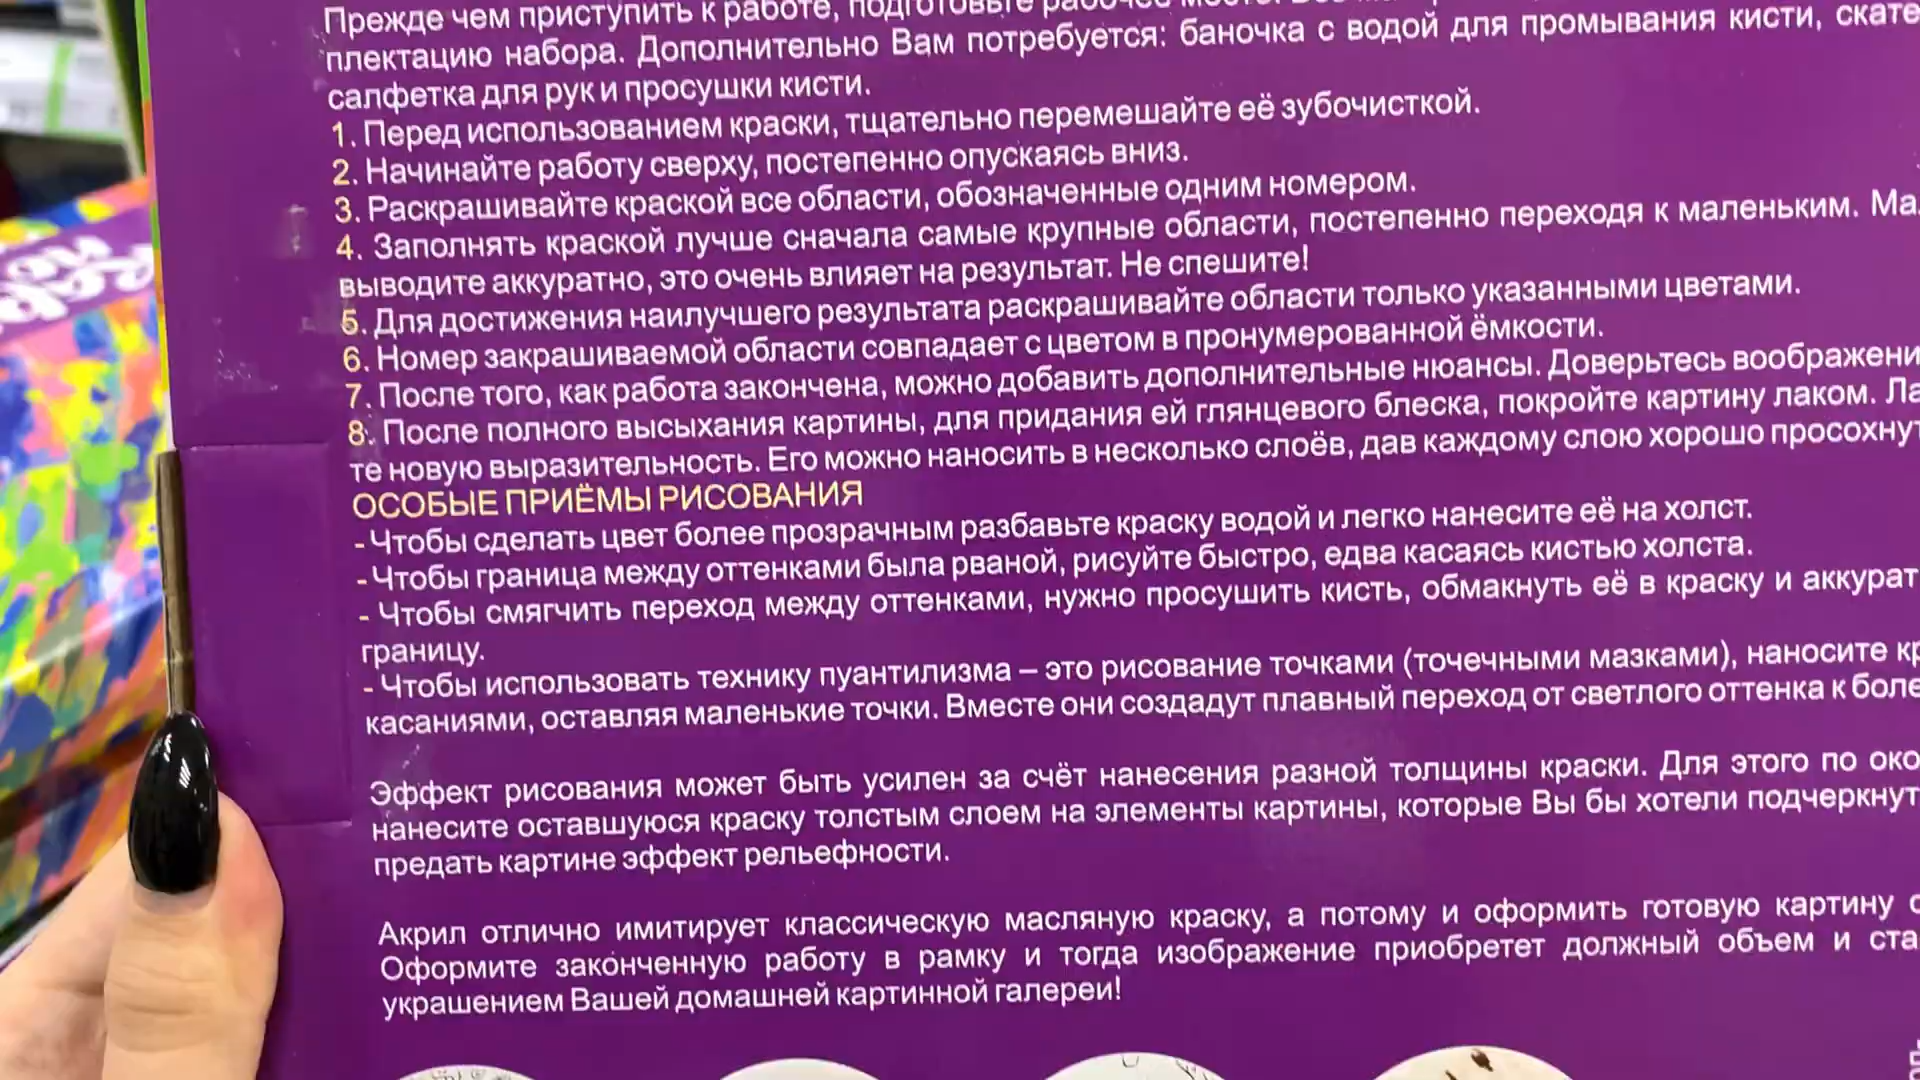 Прежде чем приступить к работе, подготовьте рабочее место.
плектацию набора. Дополнительно Вам потребуется: баночка с водой для промывания кисти,
салфетка для рук и просушки кисти.
1. Перед использованием краски, тщательно перемешайте её зубочисткой.
2. Начинайте работу сверху, постепенно опускаясь вниз.
3. Раскрашивайте краской все области, обозначенные одним номером.
4. Заполнять краской лучше сначала самые крупные области, постепенно переходя к маленьким.
выводите аккуратно, это очень влияет на результат. Не спешите!
5. Для достижения наилучшего результата раскрашивайте области только указанными цветами.
6. Номер закрашиваемой области совпадает с цветом в пронумерованной ёмкости.
7. После того, как работа закончена, можно добавить дополнительные нюансы. Доверьтесь воображени
8. После полного высыхания картины, для придания ей глянцевого блеска, покройте картину лаком. Ла
те новую выразительность. Его можно наносить в несколько слоёв, дав каждому слою хорошо просохнут
ОСОБЫЕ ПРИЁМЫ РИСОВАНИЯ
- Чтобы сделать цвет более прозрачным разбавьте краску водой и легко нанесите её на холст.
- Чтобы граница между оттенками была рваной, рисуйте быстро, едва касаясь кистью холста.
- Чтобы смягчить переход между оттенками, нужно просушить кисть, обмакнуть её в краску и аккурат
границу.
- Чтобы использовать технику пуантилизма – это рисование точками (точечными мазками), наносите кр
касаниями, оставляя маленькие точки. Вместе они создадут плавный переход от светлого оттенка к боле
Эффект рисования может быть усилен за счёт нанесения разной толщины краски. Для этого по око
нанесите оставшуюся краску толстым слоем на элементы картины, которые Вы бы хотели подчеркнут
предать картине эффект рельефности.
Акрил отлично имитирует классическую масляную краску, а потому и оформить готовую картину с
Оформите законченную работу в рамку и тогда изображение приобретет должный объем и ста
украшением Вашей домашней картинной галереи!